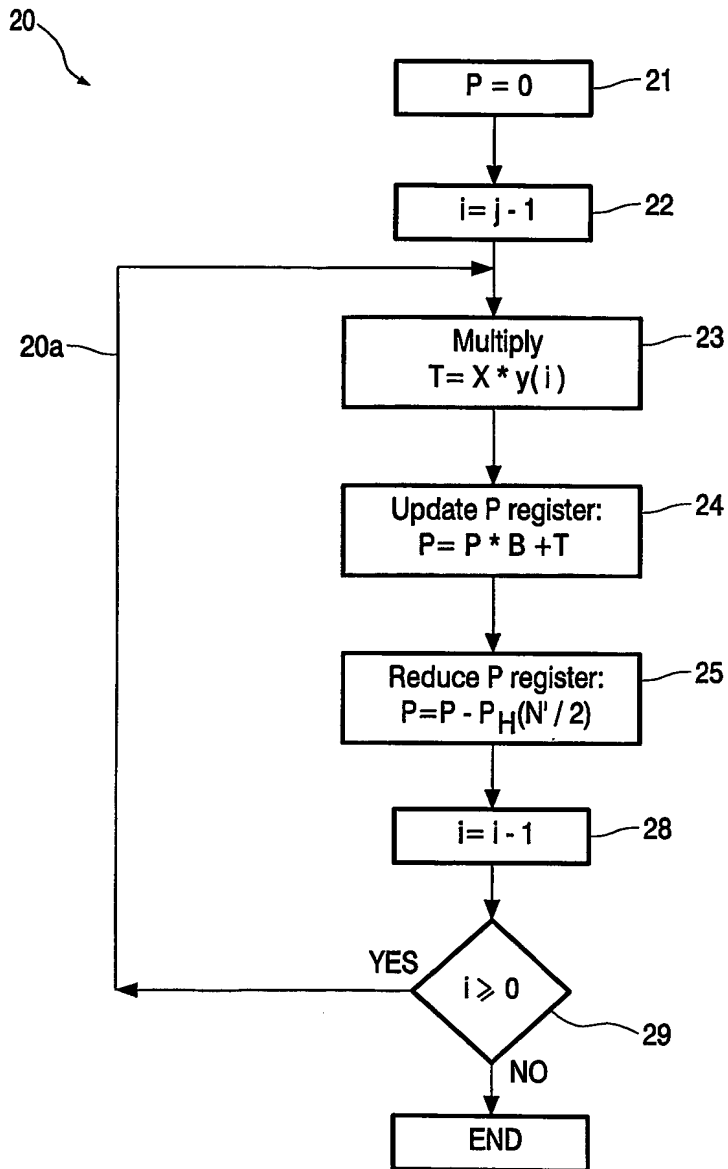 20
P = 0
21
i= j - 1
22
20a
Multiply
T= X * y( i )
23
Update P register:
P= P * B +T
24
Reduce P register:
P=P - PH(N' / 2)
25
i= i - 1
28
YES
i ⩾ 0
29
NO
END